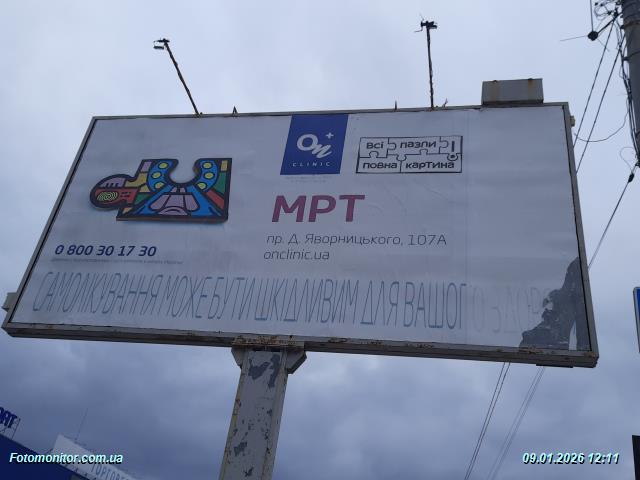 On+
CLINIC
Всі пазли
повна картина
МРТ
пр. Д. Яворницького, 107А
onclinic.ua
0 800 30 17 30
САМОЛІКУВАННЯ МОЖЕ БУТИ ШКІДЛИВИМ ДЛЯ ВАШОГО ЗДОРО
Fotomonitor.com.ua
09.01.2026 12:11